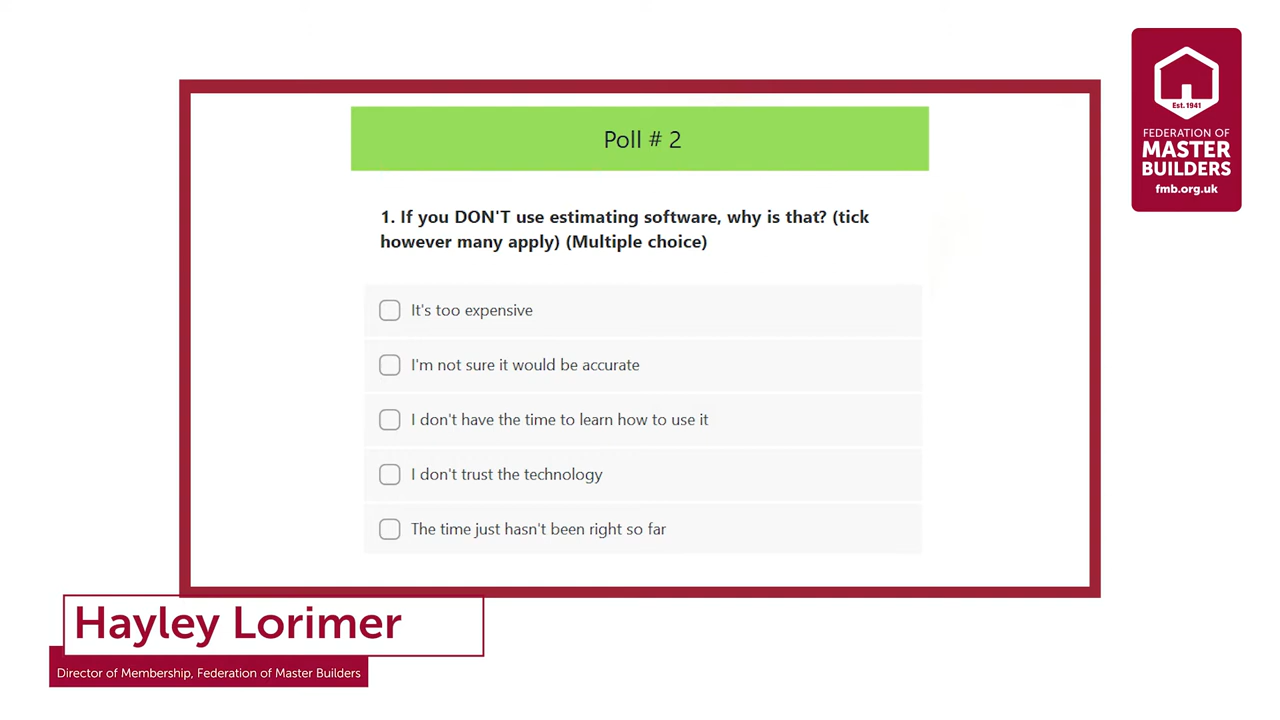 Poll # 2
1. If you DON'T use estimating software, why is that? (tick
however many apply) (Multiple choice)
It's too expensive
I'm not sure it would be accurate
I don't have the time to learn how to use it
I don't trust the technology
The time just hasn't been right so far
Est. 1941
FEDERATION OF
MASTER
BUILDERS
fmb.org.uk
Hayley Lorimer
Director of Membership, Federation of Master Builders